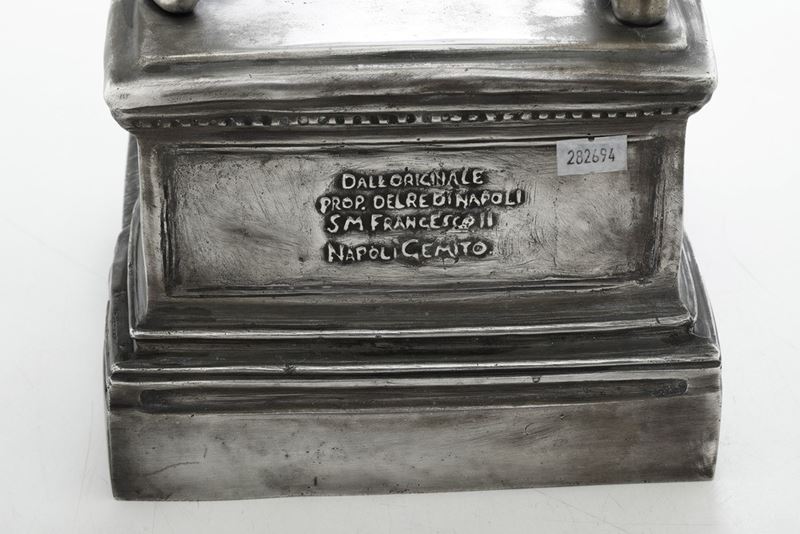 282694
DALL ORIGINALE
PROP. DEL RE DI NAPOLI
S M. FRANCESCO II
NAPOLI GEMITO.